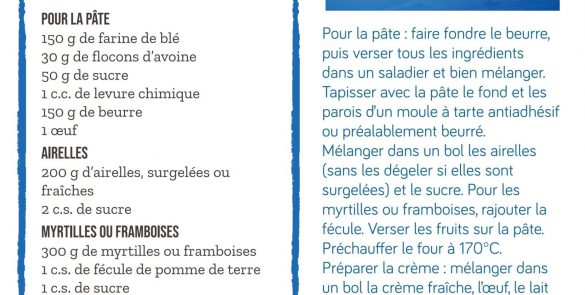 POUR LA PÂTE
150 g de farine de blé
30 g de flocons d’avoine
50 g de sucre
1 c.c. de levure chimique
150 g de beurre
1 œuf
AIRELLES
200 g d’airelles, surgelées ou
fraîches
2 c.s. de sucre
MYRTILLES OU FRAMBOISES
300 g de myrtilles ou framboises
1 c.s. de fécule de pomme de terre
1 c.s. de sucre
Pour la pâte : faire fondre le beurre,
puis verser tous les ingrédients
dans un saladier et bien mélanger.
Tapisser avec la pâte le fond et les
parois d’un moule à tarte antiadhésif
ou préalablement beurré.
Mélanger dans un bol les airelles
(sans les dégeler si elles sont
surgelées) et le sucre. Pour les
myrtilles ou framboises, rajouter la
fécule. Verser les fruits sur la pâte.
Préchauffer le four à 170°C.
Préparer la crème : mélanger dans
un bol la crème fraîche, l’œuf, le lait